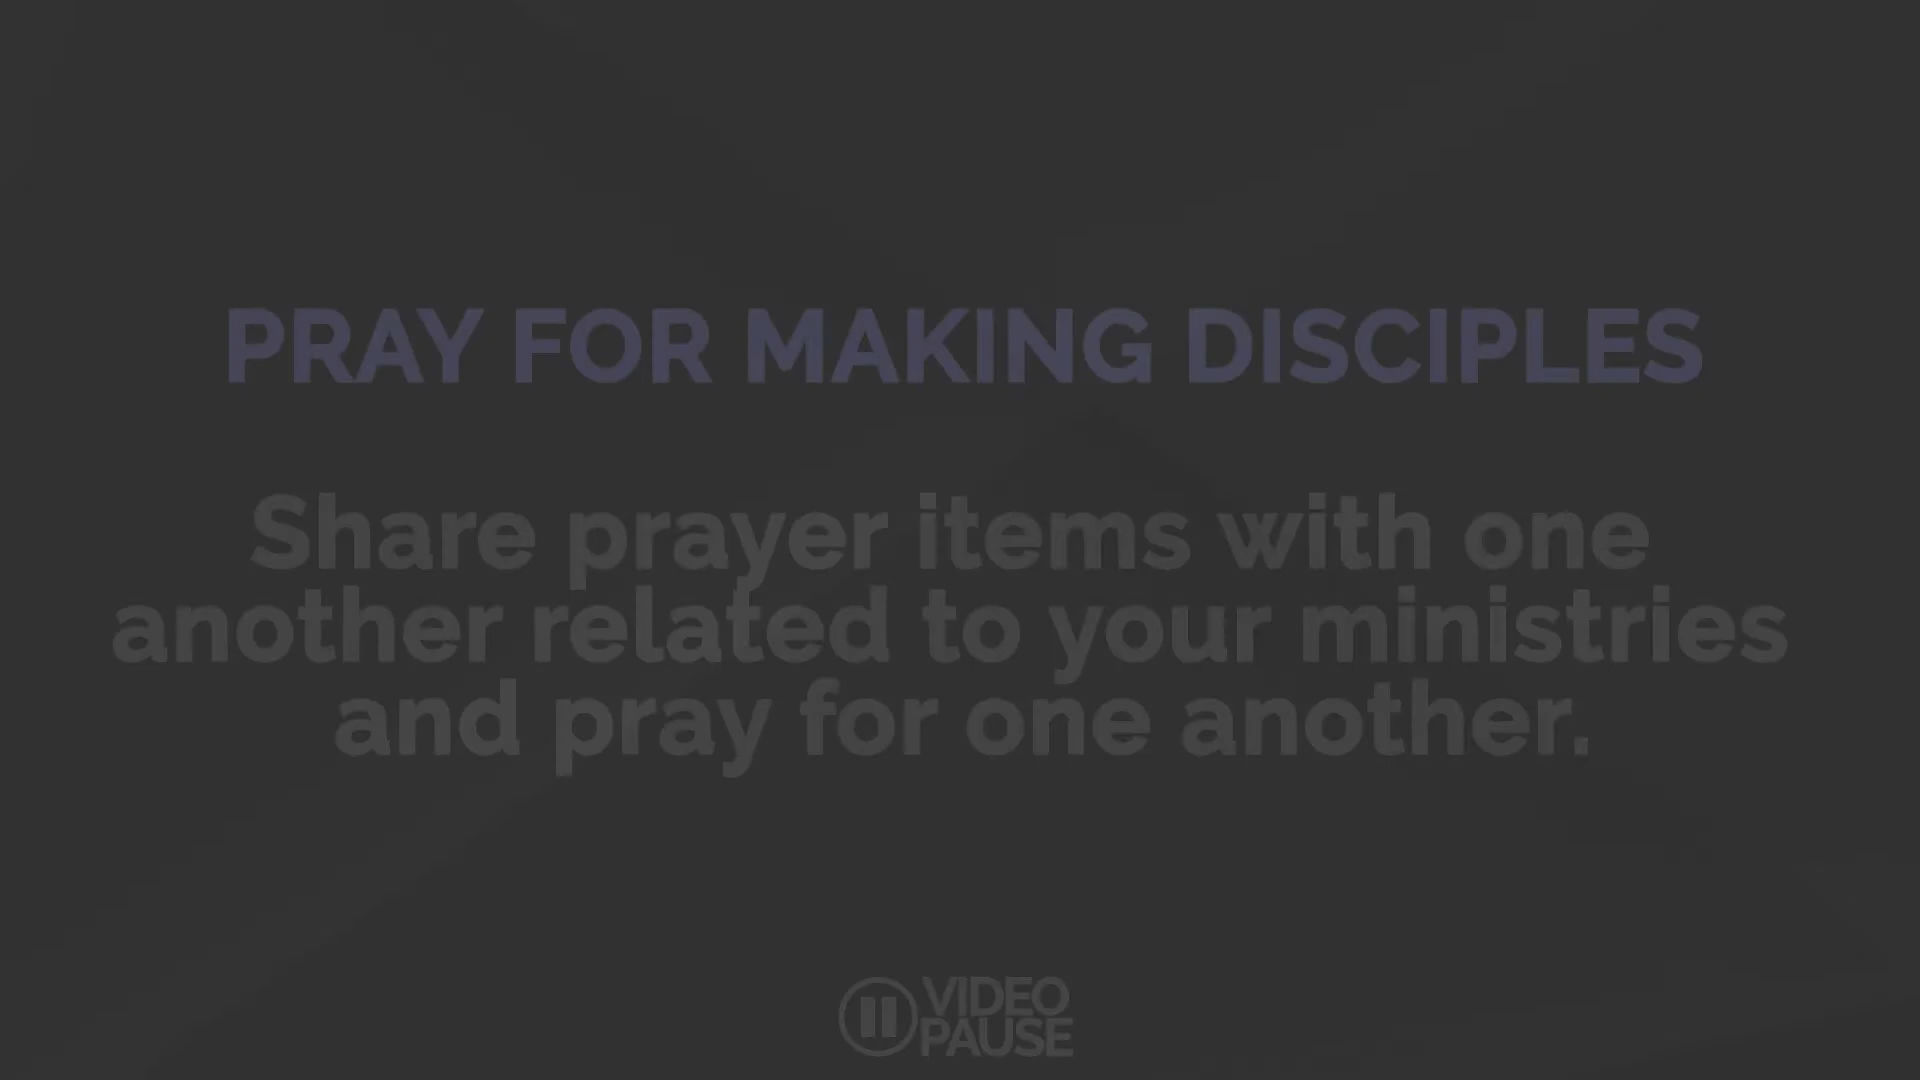 PRAY FOR MAKING DISCIPLES
Share prayer items with one
another related to your ministries
and pray for one another.
VIDEO
PAUSE